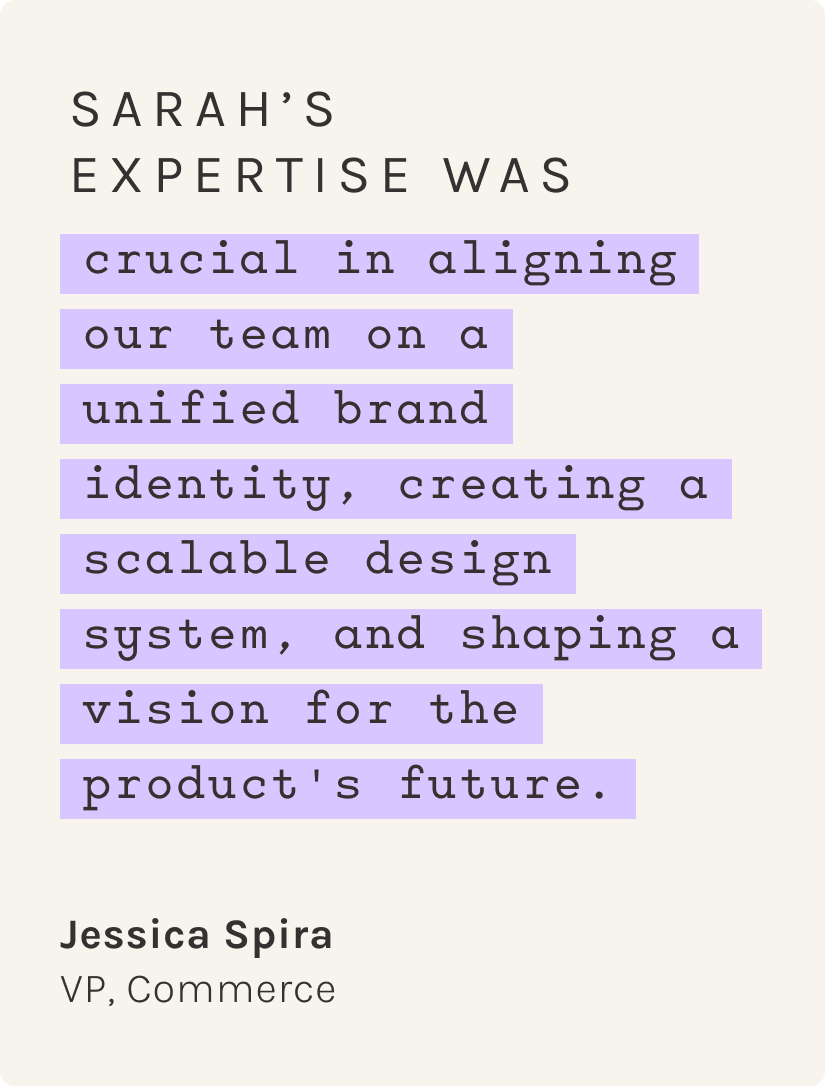 SARAH’S
EXPERTISE WAS
crucial in aligning
our team on a
unified brand
identity, creating a
scalable design
system, and shaping a
vision for the
product's future.
Jessica Spira
VP, Commerce